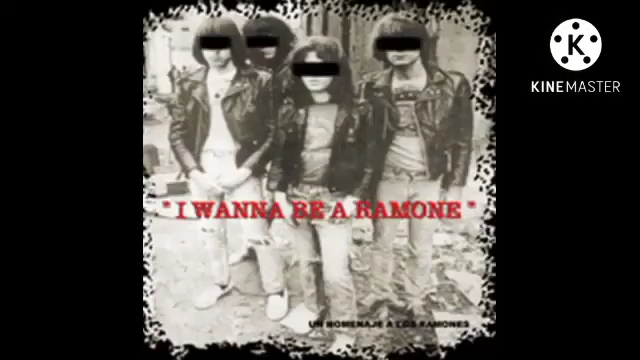 K
KINEMASTER
" I WANNA BE A RAMONE "
UN HOMENAJE A LOS RAMONES